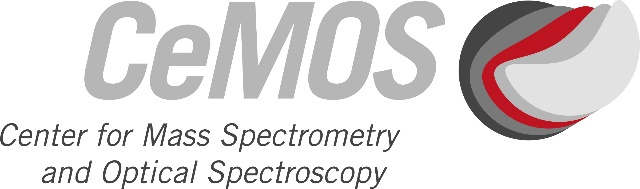 CeMOS
Center for Mass Spectrometry
and Optical Spectroscopy